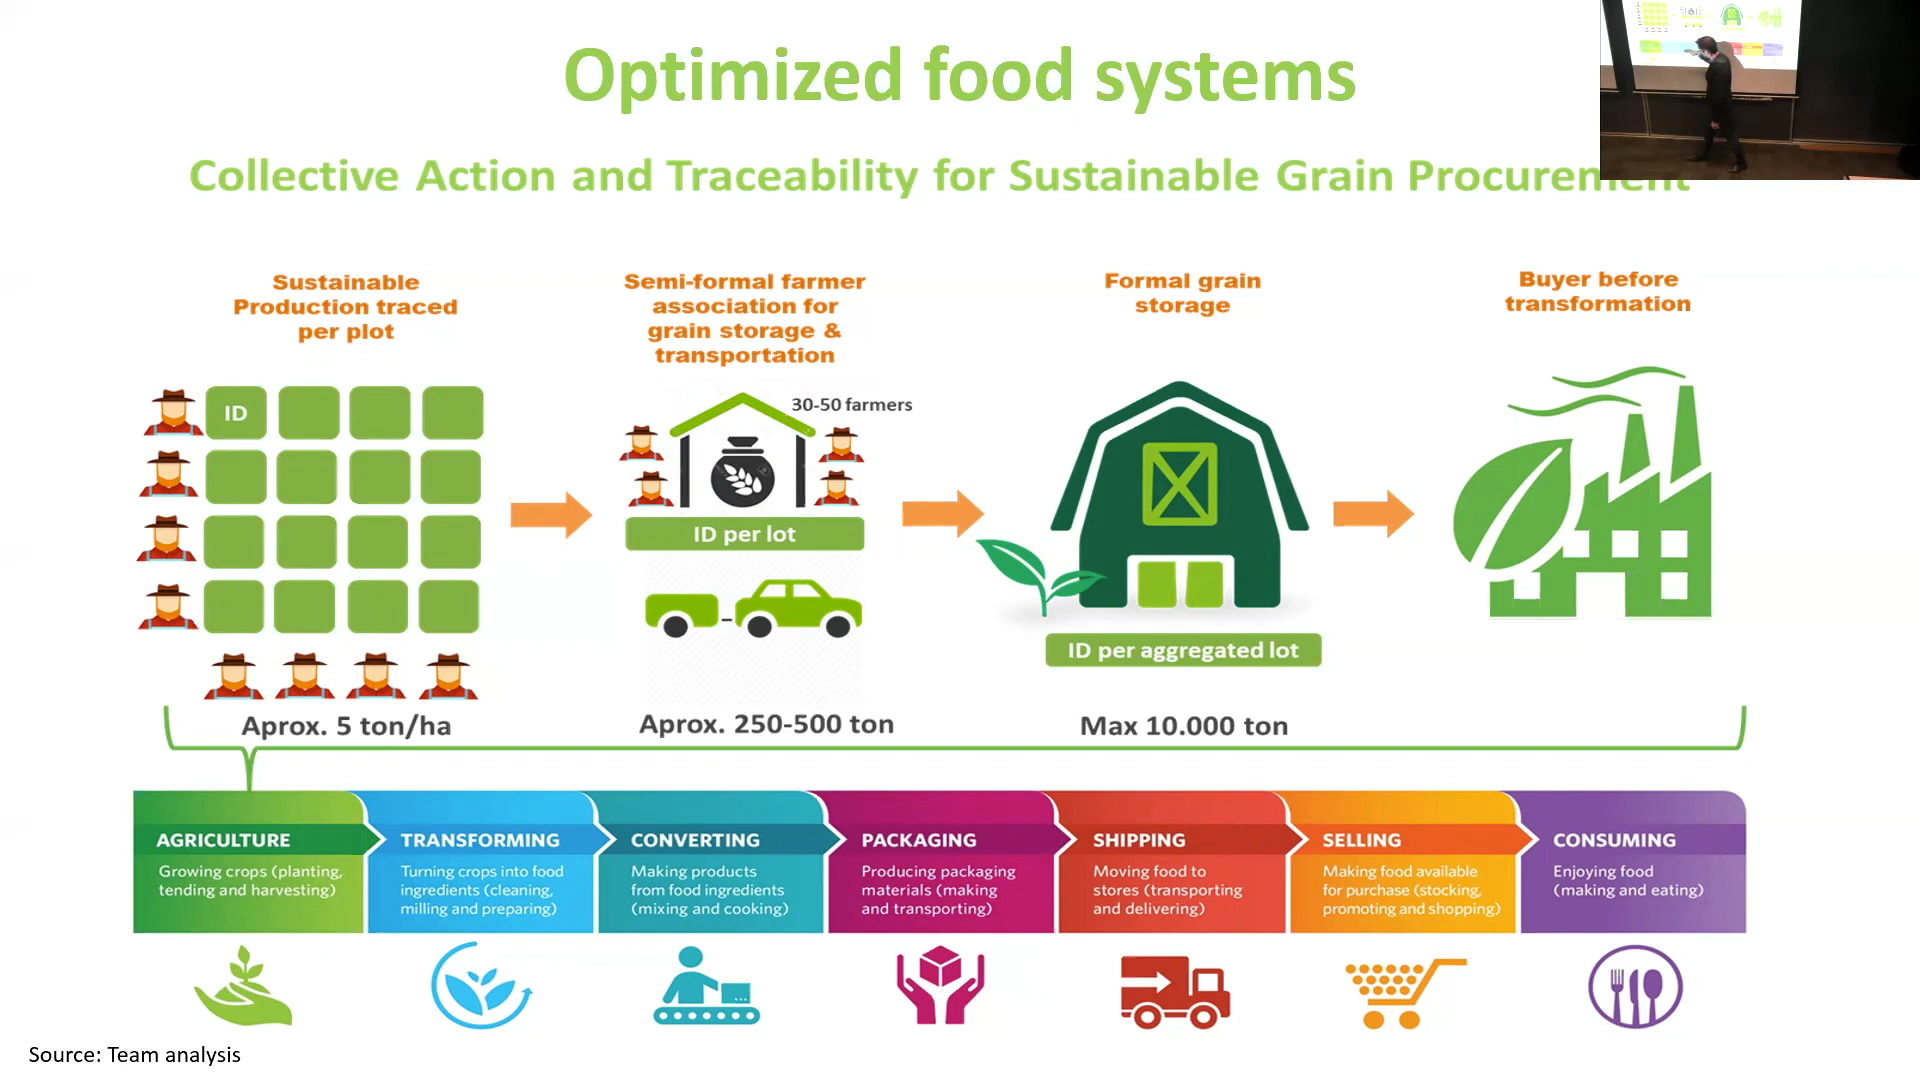 Optimized food systems
Collective Action and Traceability for Sustainable Grain Procurement
Sustainable
Production traced
per plot
Semi-formal farmer
association for
grain storage &
transportation
Formal grain
storage
Buyer before
transformation
ID
30-50 farmers
ID per lot
ID per aggregated lot
Aprox. 5 ton/ha
Aprox. 250-500 ton
Max 10.000 ton
AGRICULTURE
Growing crops (planting,
tending and harvesting)
TRANSFORMING
Turning crops into food
ingredients (cleaning,
milling and preparing)
CONVERTING
Making products
from food ingredients
(mixing and cooking)
PACKAGING
Producing packaging
materials (making
and transporting)
SHIPPING
Moving food to
stores (transporting
and delivering)
SELLING
Making food available
for purchase (stocking,
promoting and shopping)
CONSUMING
Enjoying food
(making and eating)
Source: Team analysis